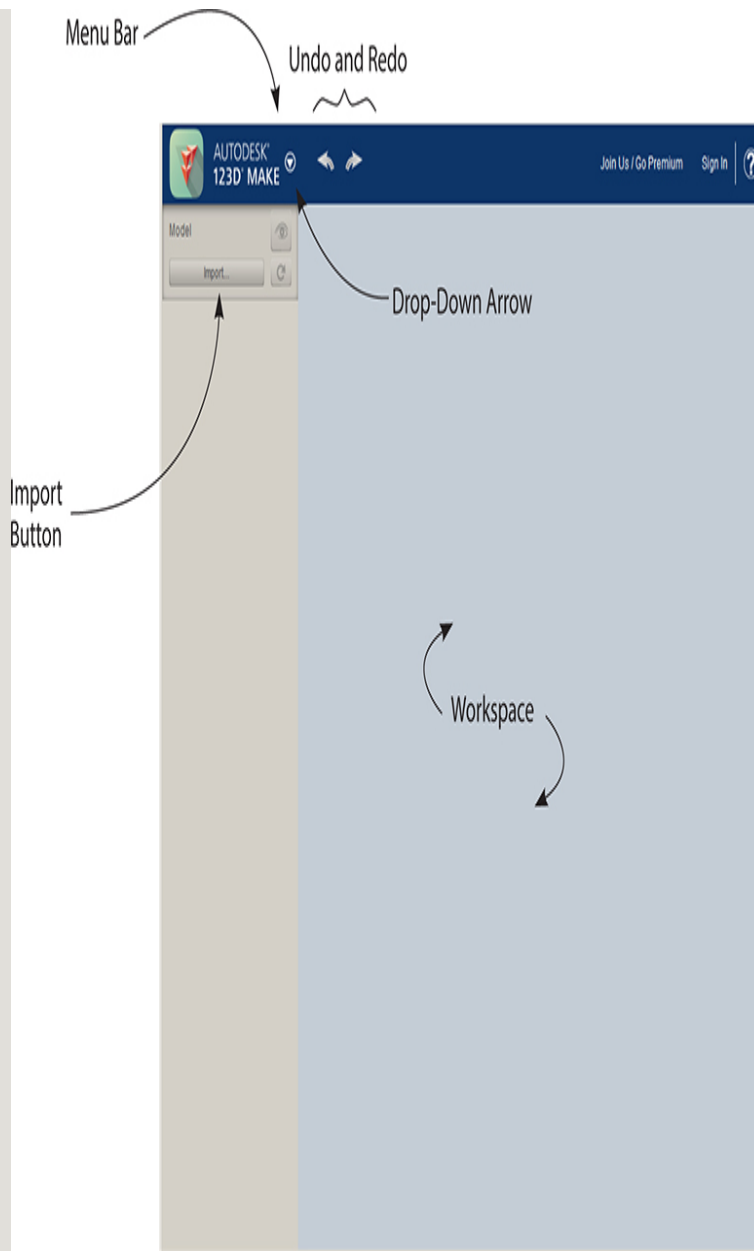 Menu Bar
Undo and Redo
AUTODESK®
123D® MAKE
Join Us / Go Premium
Sign In
?
Model
Import...
Drop-Down Arrow
Import
Button
Workspace